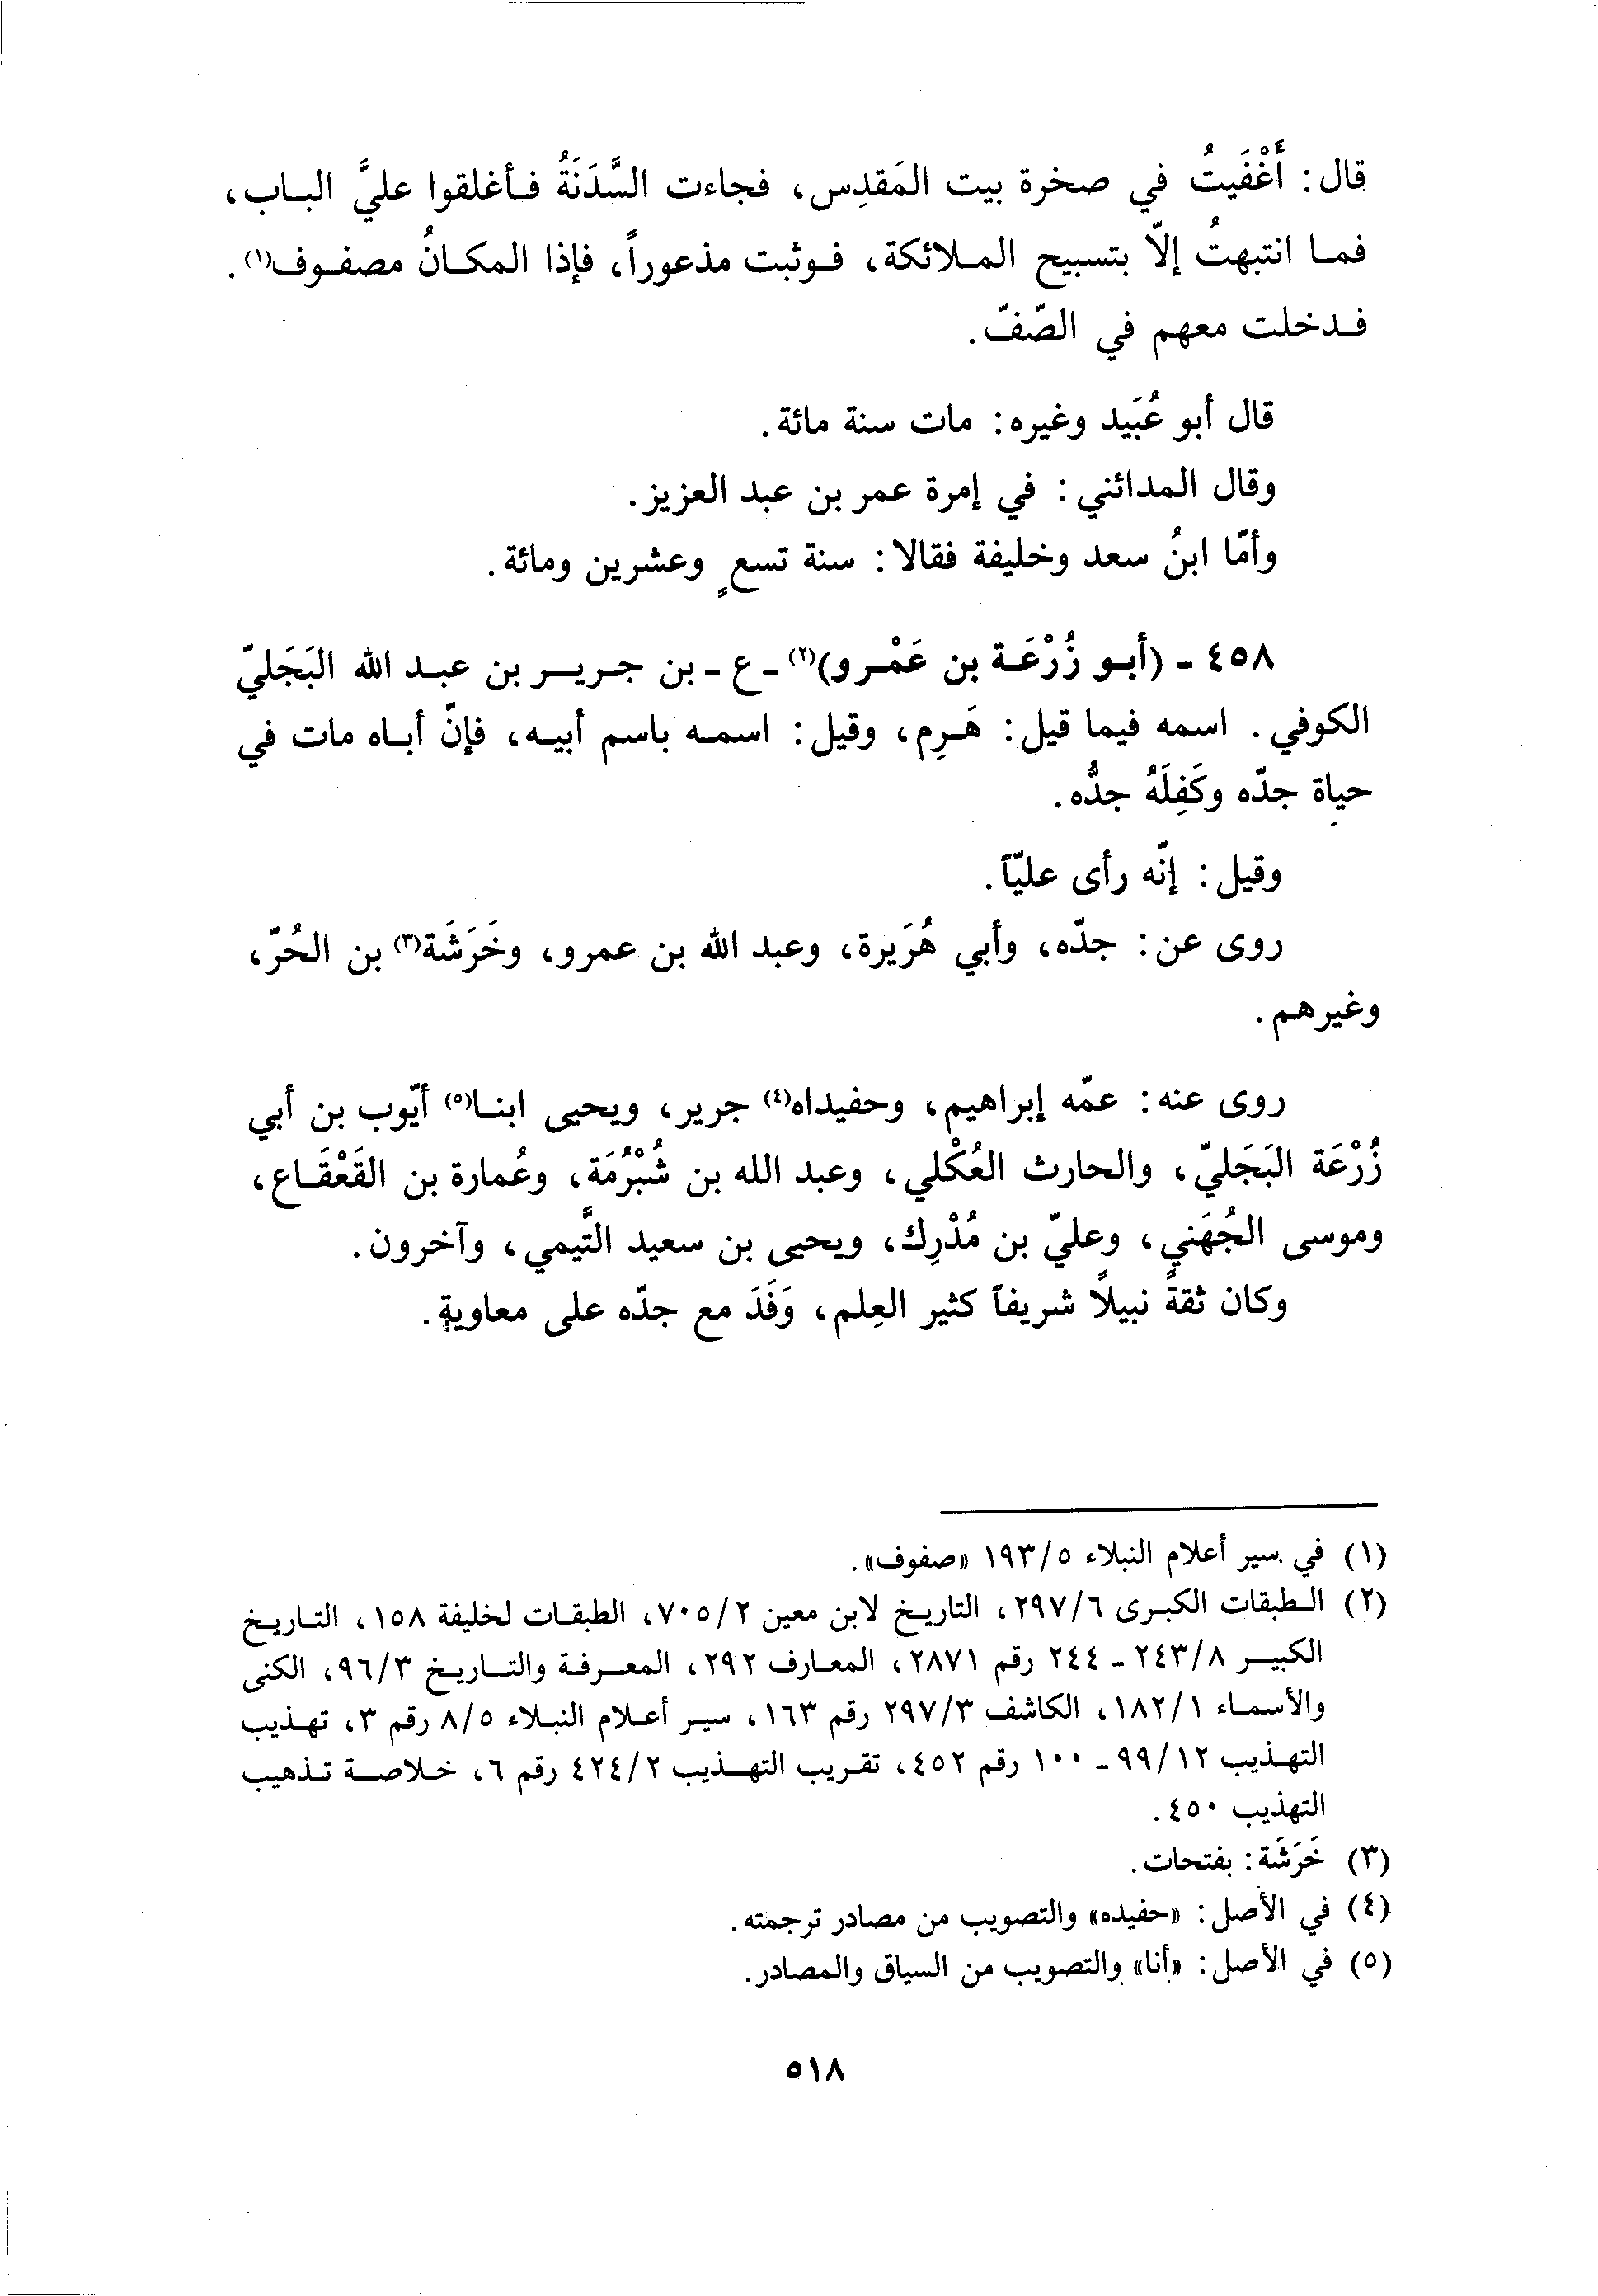 قال: أَغْفَيتُ في صخرة بيت المَقدِس، فجاءت السَّدَنَةُ فأغلقوا عليَّ الباب،
فما انتبهتُ إلاّ بتسبيح الملائكة، فوثبت مذعوراً، فإذا المكانُ مصفوف(١).
فدخلت معهم في الصّفّ.
قال أبو عُبَيد وغيره: مات سنة مائة.
وقال المدائني: في إمرة عمر بن عبد العزيز.
وأمّا ابنُ سعد وخليفة فقالا: سنة تسعٍ وعشرين ومائة.
٤٥٨ - (أبو زُرْعَة بن عَمْرو)(٢) - ع - بن جرير بن عبد الله البَجَليّ
الكوفي. اسمه فيما قيل: هَرِم، وقيل: اسمه باسم أبيه، فإنّ أباه مات في
حياة جدّه وكَفِلَهُ جدُّه.
وقيل: إنّه رأى عليّاً.
روى عن: جدّه، وأبي هُرَيرة، وعبد الله بن عمرو، وخَرَشَة(٣) بن الحُرّ،
وغيرهم.
روى عنه: عمّه إبراهيم، وحفيداه(٤) جرير، ويحيى ابنا(٥) أيّوب بن أبي
زُرْعَة البَجَليّ، والحارث العُكْلي، وعبد الله بن شُبْرُمَة، وعُمارة بن القَعْقَاع،
وموسى الجُهَني، وعليّ بن مُدْرِك، ويحيى بن سعيد التَّيمي، وآخرون.
وكان ثقةً نبيلاً شريفاً كثير العِلم، وَفَدَ مع جدّه على معاوية.
(١) في سير أعلام النبلاء ١٩٣/٥ «صفوف».
(٢) الطبقات الكبرى ٢٩٧/٦، التاريخ لابن معين ٧٠٥/٢، الطبقات لخليفة ١٥٨، التاريخ
الكبير ٢٤٣/٨ - ٢٤٤ رقم ٢٨٧١، المعارف ٢٩٢، المعرفة والتاريخ ٩٦/٣، الكنى
والأسماء ١٨٢/١، الكاشف ٢٩٧/٣ رقم ١٦٣، سير أعلام النبلاء ٨/٥ رقم ٣، تهذيب
التهذيب ٩٩/١٢ - ١٠٠ رقم ٤٥٢، تقريب التهذيب ٤٢٤/٢ رقم ٦، خلاصة تذهيب
التهذيب ٤٥٠.
(٣) خَرَشَة: بفتحات.
(٤) في الأصل: «حفيده» والتصويب من مصادر ترجمته.
(٥) في الأصل: «أنا» والتصويب من السياق والمصادر.
٥١٨